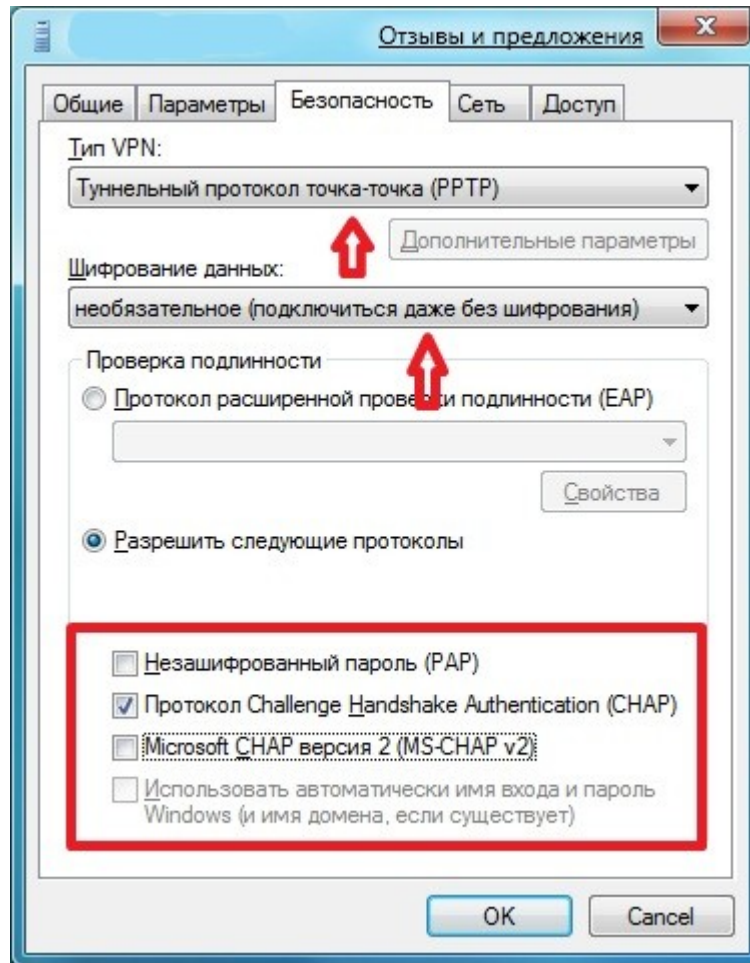 Отзывы и предложения
Общие Параметры Безопасность Сеть Доступ
Тип VPN:
Туннельный протокол точка-точка (PPTP)
Дополнительные параметры
Шифрование данных:
необязательное (подключиться даже без шифрования)
Проверка подлинности
Протокол расширенной проверки подлинности (EAP)
Свойства
Разрешить следующие протоколы
Незашифрованный пароль (PAP)
Протокол Challenge Handshake Authentication (CHAP)
Microsoft CHAP версия 2 (MS-CHAP v2)
Использовать автоматически имя входа и пароль
Windows (и имя домена, если существует)
OK Cancel